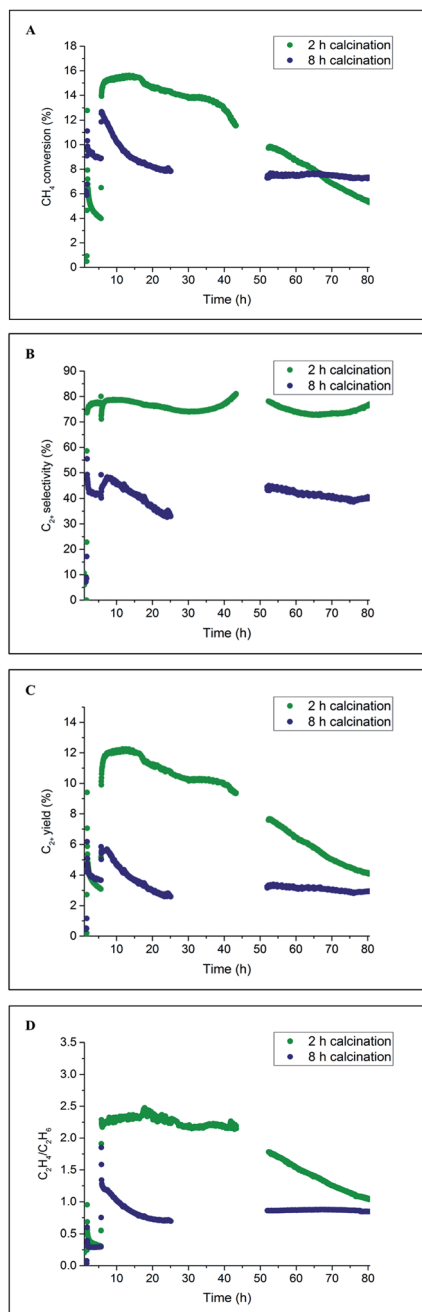 A
2 h calcination
8 h calcination
CH4 conversion (%)
18
16
14
12
10
8
6
4
2
0
10 20 30 40 50 60 70 80
Time (h)
B
2 h calcination
8 h calcination
C2+ selectivity (%)
90
80
70
60
50
40
30
20
10
0
10 20 30 40 50 60 70 80
Time (h)
C
2 h calcination
8 h calcination
C2+ yield (%)
14
12
10
8
6
4
2
0
10 20 30 40 50 60 70 80
Time (h)
D
2 h calcination
8 h calcination
C2H4/C2H6
3.5
3.0
2.5
2.0
1.5
1.0
0.5
0.0
10 20 30 40 50 60 70 80
Time (h)